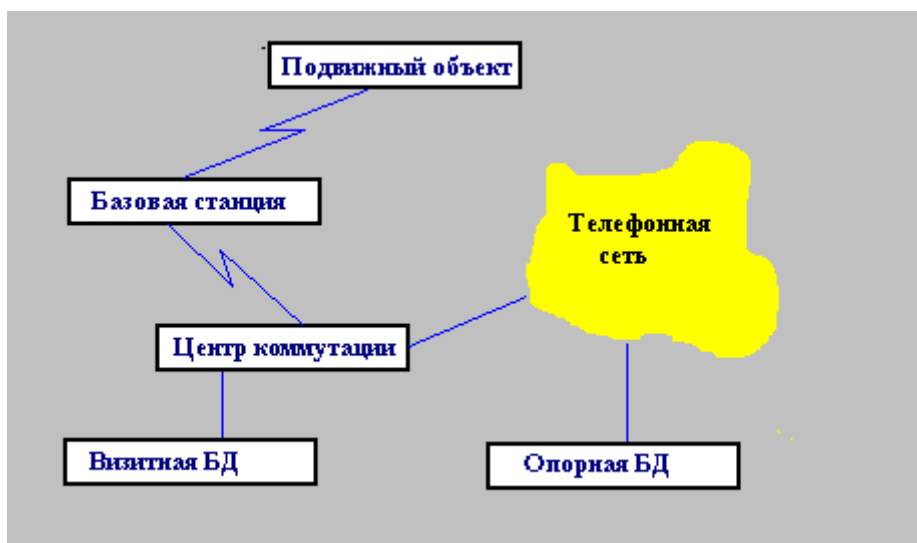 Подвижный объект
Базовая станция
Телефонная
сеть
Центр коммутации
Визитная БД
Опорная БД